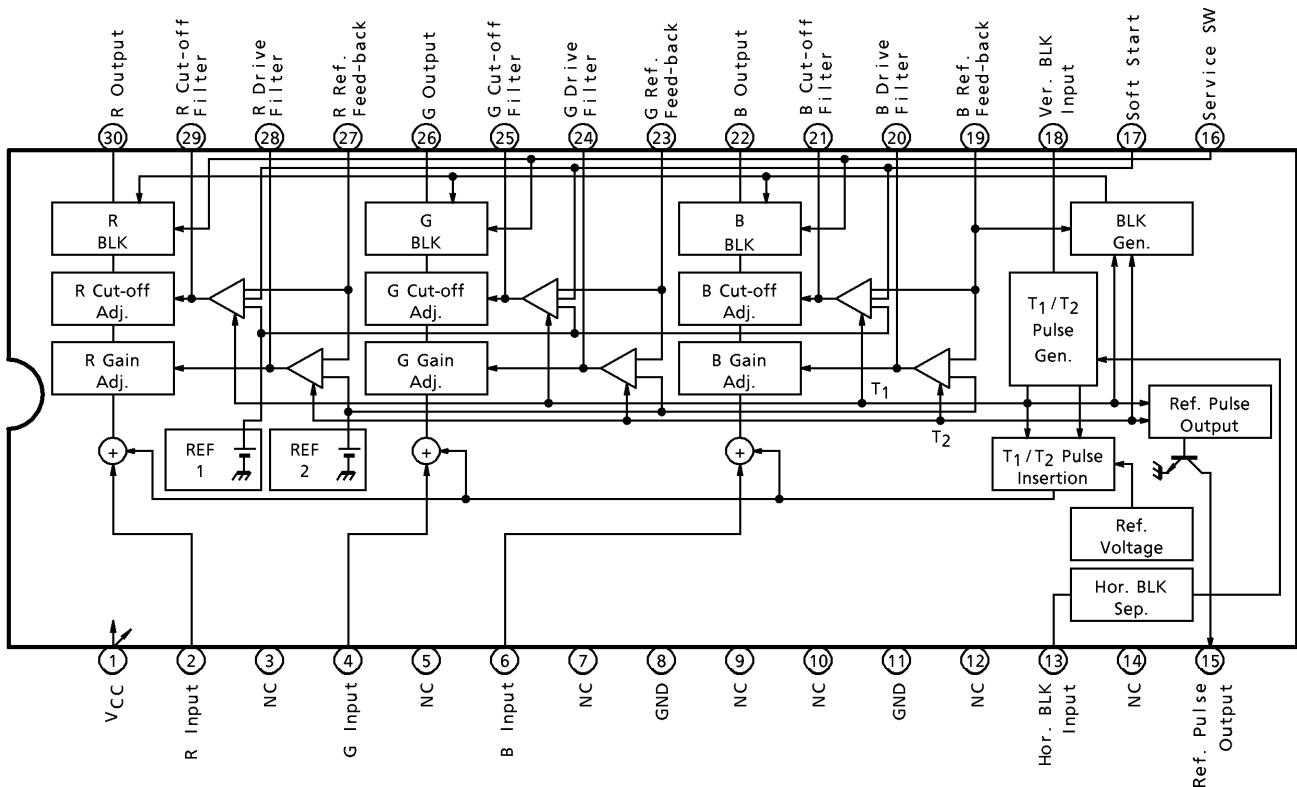 R Output
R Cut-off
Filter
R Drive
Filter
R Ref.
Feed-back
G Output
G Cut-off
Filter
G Drive
Filter
G Ref.
Feed-back
B Output
B Cut-off
Filter
B Drive
Filter
B Ref.
Feed-back
Ver. BLK
Input
Soft Start
Service SW
30
29
28
27
26
25
24
23
22
21
20
19
18
17
16
R
BLK
G
BLK
B
BLK
BLK
Gen.
R Cut-off
Adj.
G Cut-off
Adj.
B Cut-off
Adj.
T1/T2
Pulse
Gen.
R Gain
Adj.
G Gain
Adj.
B Gain
Adj.
T1
T2
Ref. Pulse
Output
+
REF
1
REF
2
+
+
T1/T2 Pulse
Insertion
Ref.
Voltage
Hor. BLK
Sep.
1
2
3
4
5
6
7
8
9
10
11
12
13
14
15
VCC
R Input
NC
G Input
NC
B Input
NC
GND
NC
NC
GND
NC
Hor. BLK
Input
NC
Ref. Pulse
Output